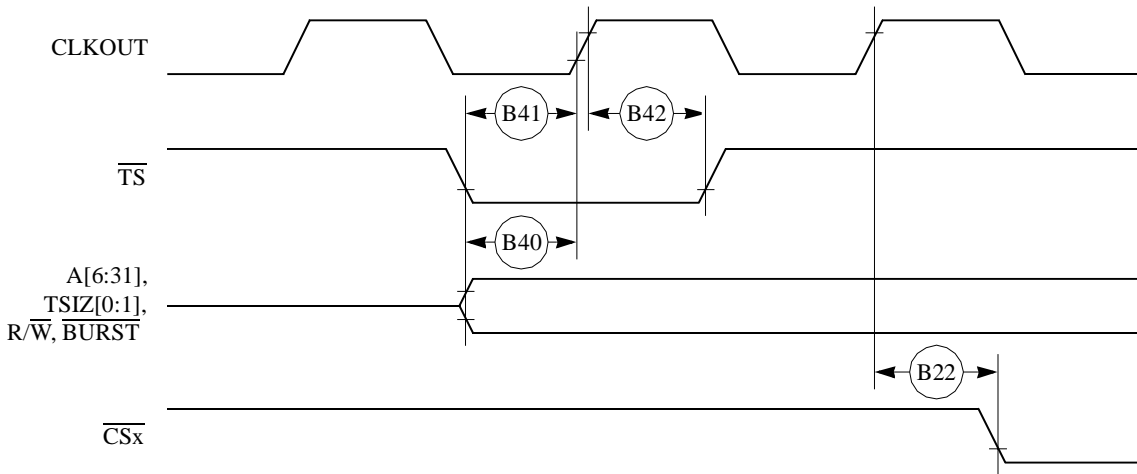 CLKOUT
B41
B42
TS
B40
A[6:31],
TSIZ[0:1],
R/W, BURST
B22
CSx